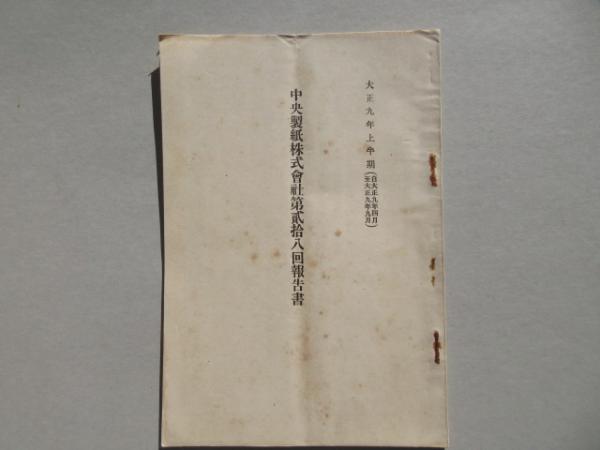 大正九年上半期(自大正九年四月至大正九年九月)
中央製紙株式會社第貳拾八回報告書